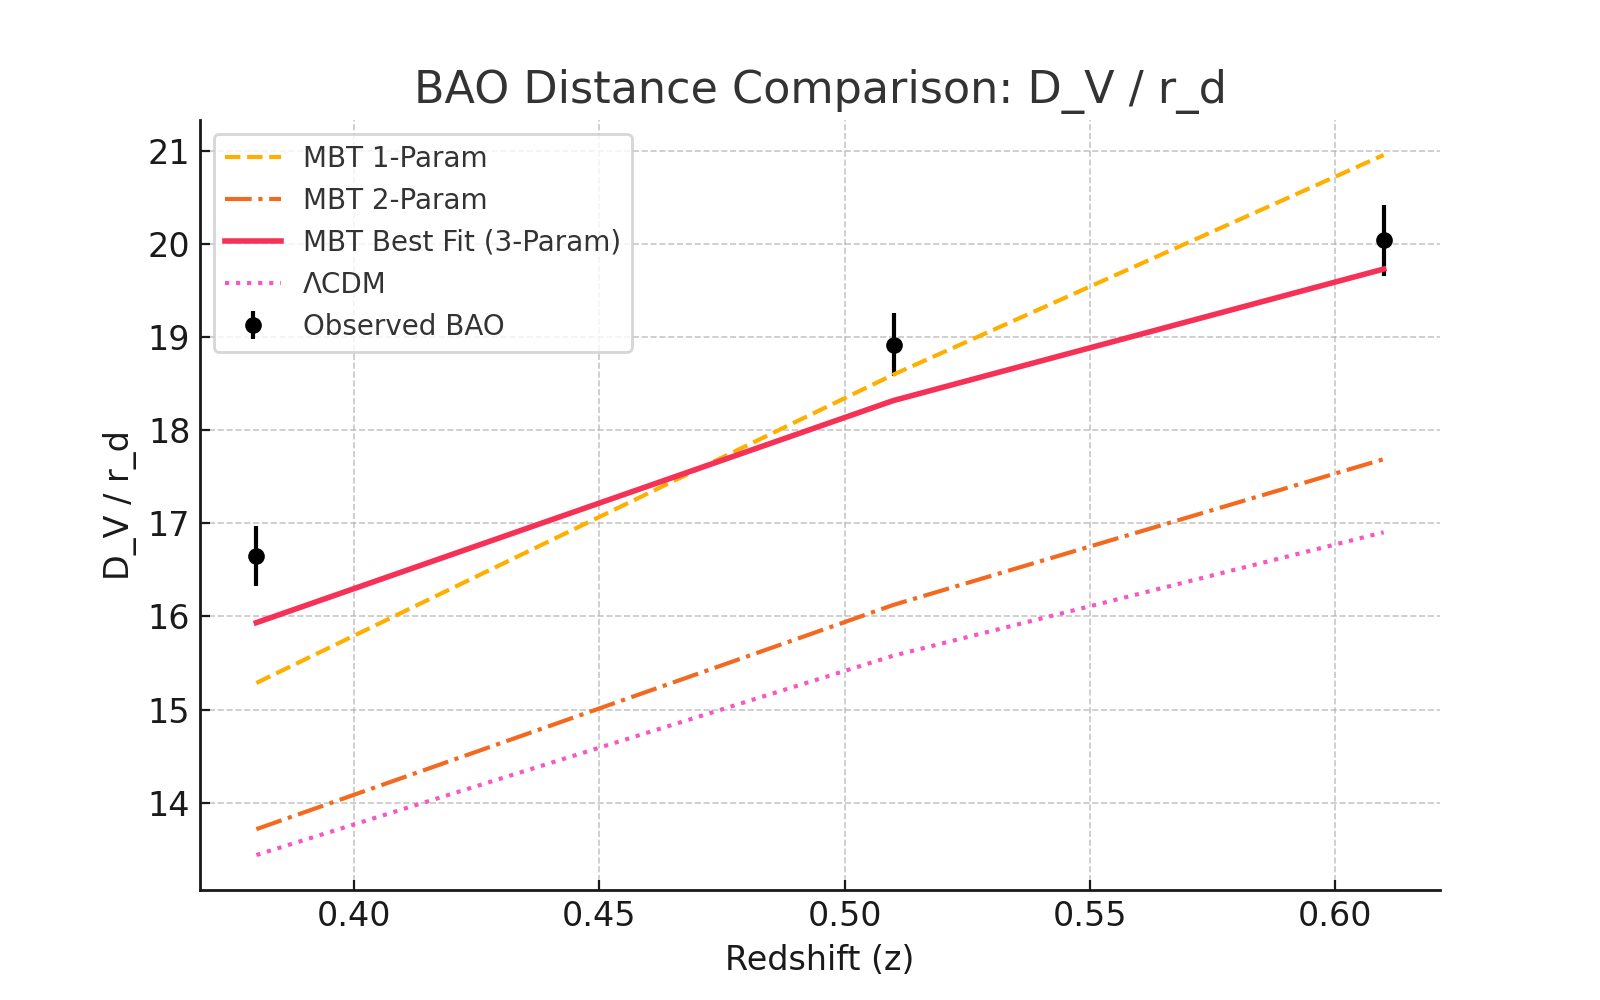 BAO Distance Comparison: D_V / r_d
MBT 1-Param
MBT 2-Param
MBT Best Fit (3-Param)
ΛCDM
Observed BAO
D_V / r_d
21
20
19
18
17
16
15
14
0.40 0.45 0.50 0.55 0.60
Redshift (z)